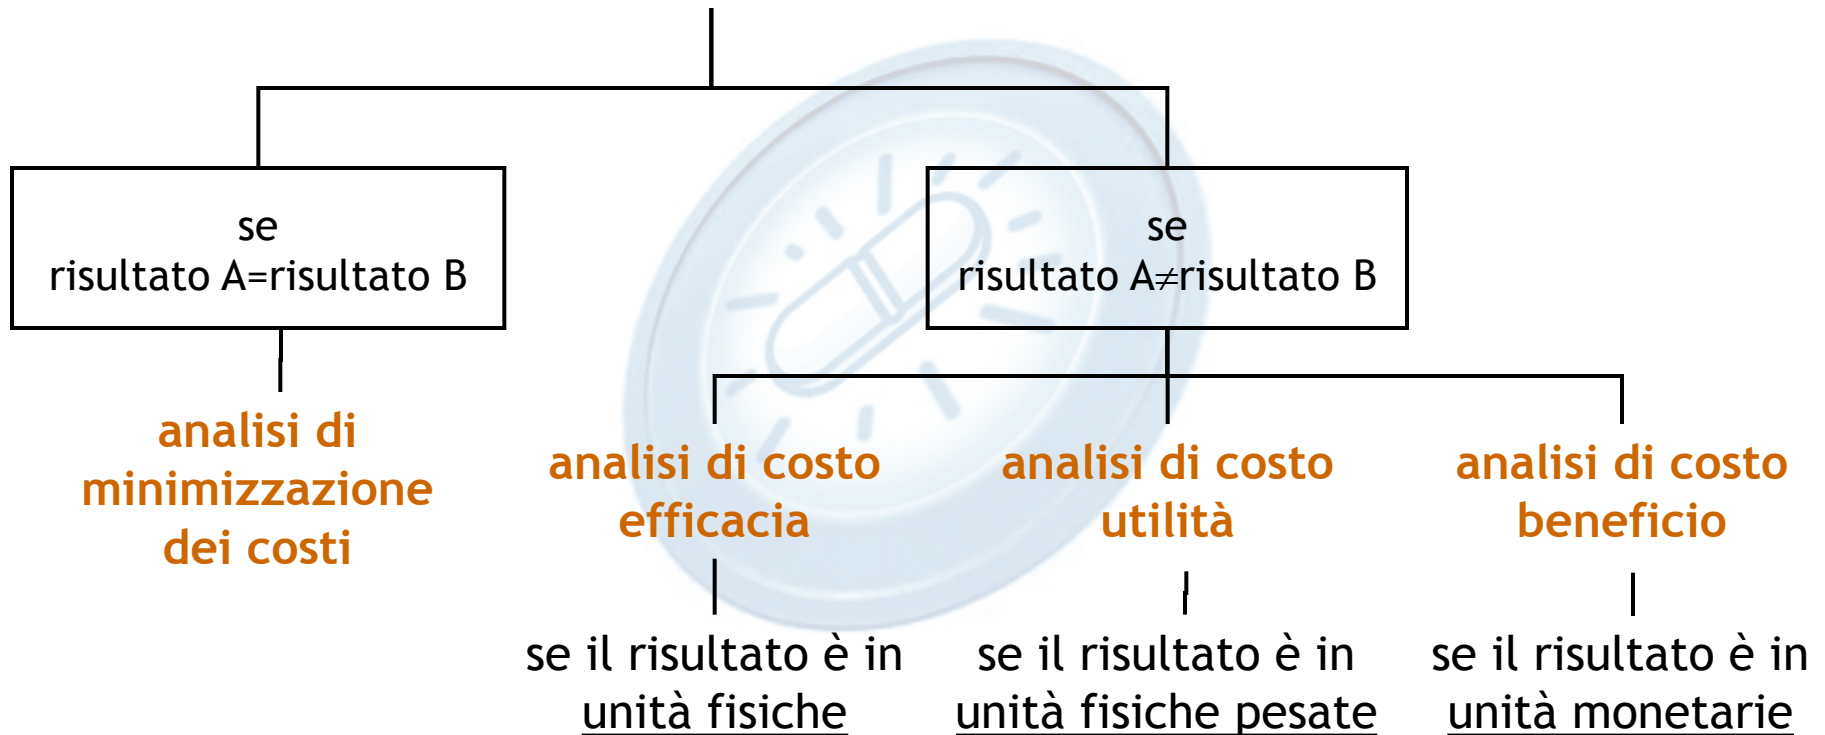 se
risultato A=risultato B
se
risultato A≠risultato B
analisi di
minimizzazione
dei costi
analisi di costo
efficacia
analisi di costo
utilità
analisi di costo
beneficio
se il risultato è in
unità fisiche
se il risultato è in
unità fisiche pesate
se il risultato è in
unità monetarie